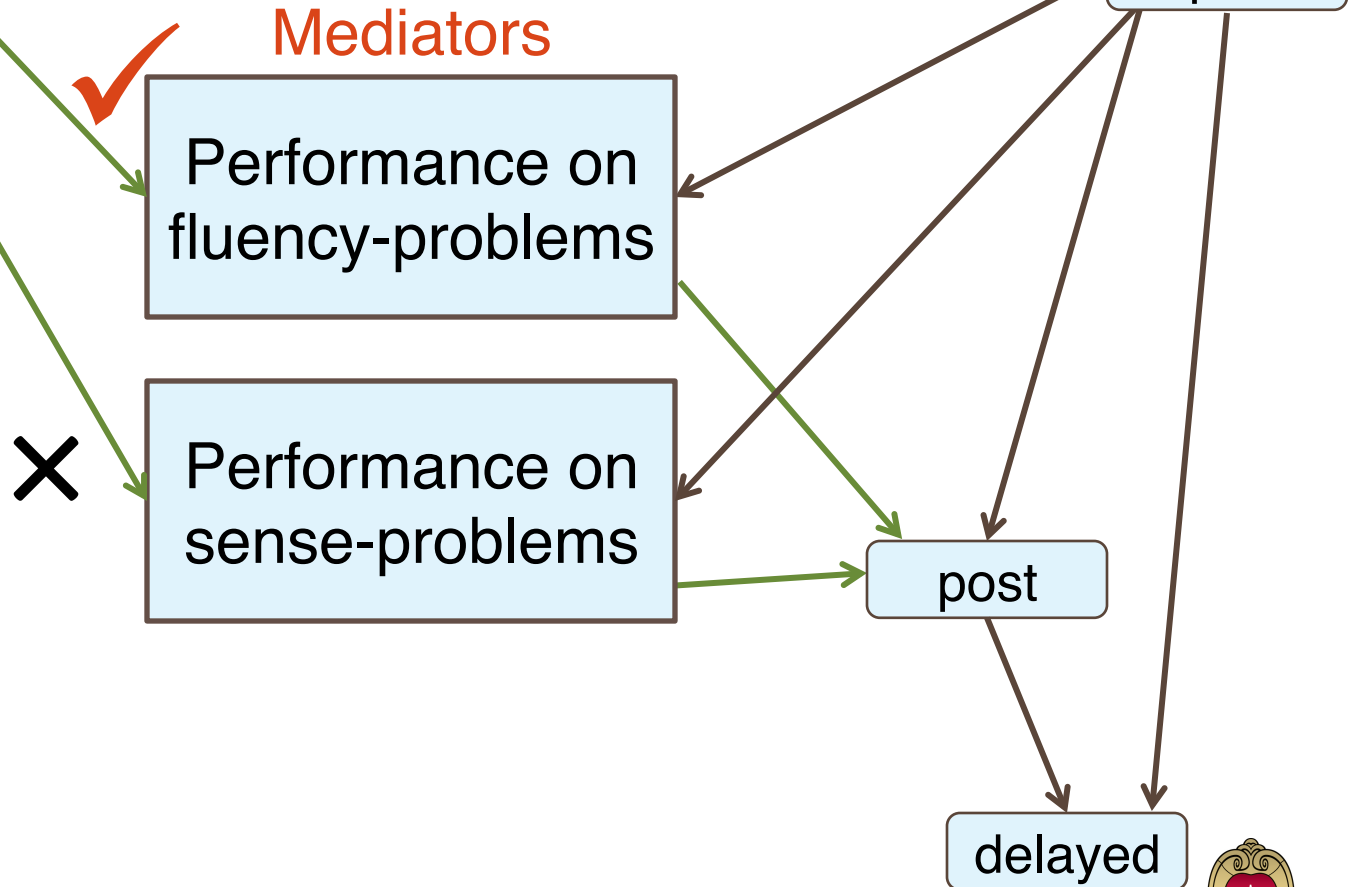 Mediators
Performance on
fluency-problems
Performance on
sense-problems
post
delayed